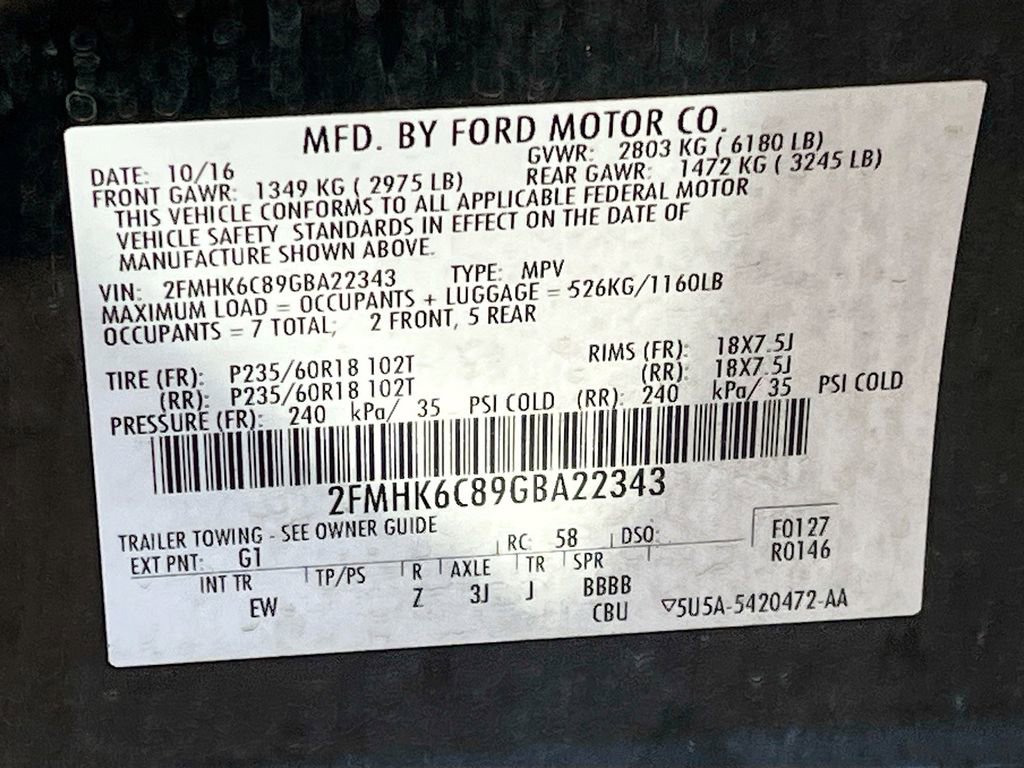 MFD. BY FORD MOTOR CO.
DATE: 10/16 GVWR: 2803 KG ( 6180 LB)
FRONT GAWR: 1349 KG ( 2975 LB) REAR GAWR: 1472 KG ( 3245 LB)
THIS VEHICLE CONFORMS TO ALL APPLICABLE FEDERAL MOTOR
VEHICLE SAFETY STANDARDS IN EFFECT ON THE DATE OF
MANUFACTURE SHOWN ABOVE.
VIN: 2FMHK6C89GBA22343 TYPE: MPV
MAXIMUM LOAD = OCCUPANTS + LUGGAGE = 526KG/1160LB
OCCUPANTS = 7 TOTAL; 2 FRONT, 5 REAR
TIRE (FR): P235/60R18 102T RIMS (FR): 18X7.5J
(RR): P235/60R18 102T (RR): 18X7.5J
PRESSURE (FR): 240 kPa/ 35 PSI COLD (RR): 240 kPa/ 35 PSI COLD
2FMHK6C89GBA22343
TRAILER TOWING - SEE OWNER GUIDE
EXT PNT: G1 RC: 58 DSO: F0127
R0146
INT TR TP/PS R AXLE TR SPR
EW Z 3J J BBBB
CBU ▽5U5A-5420472-AA